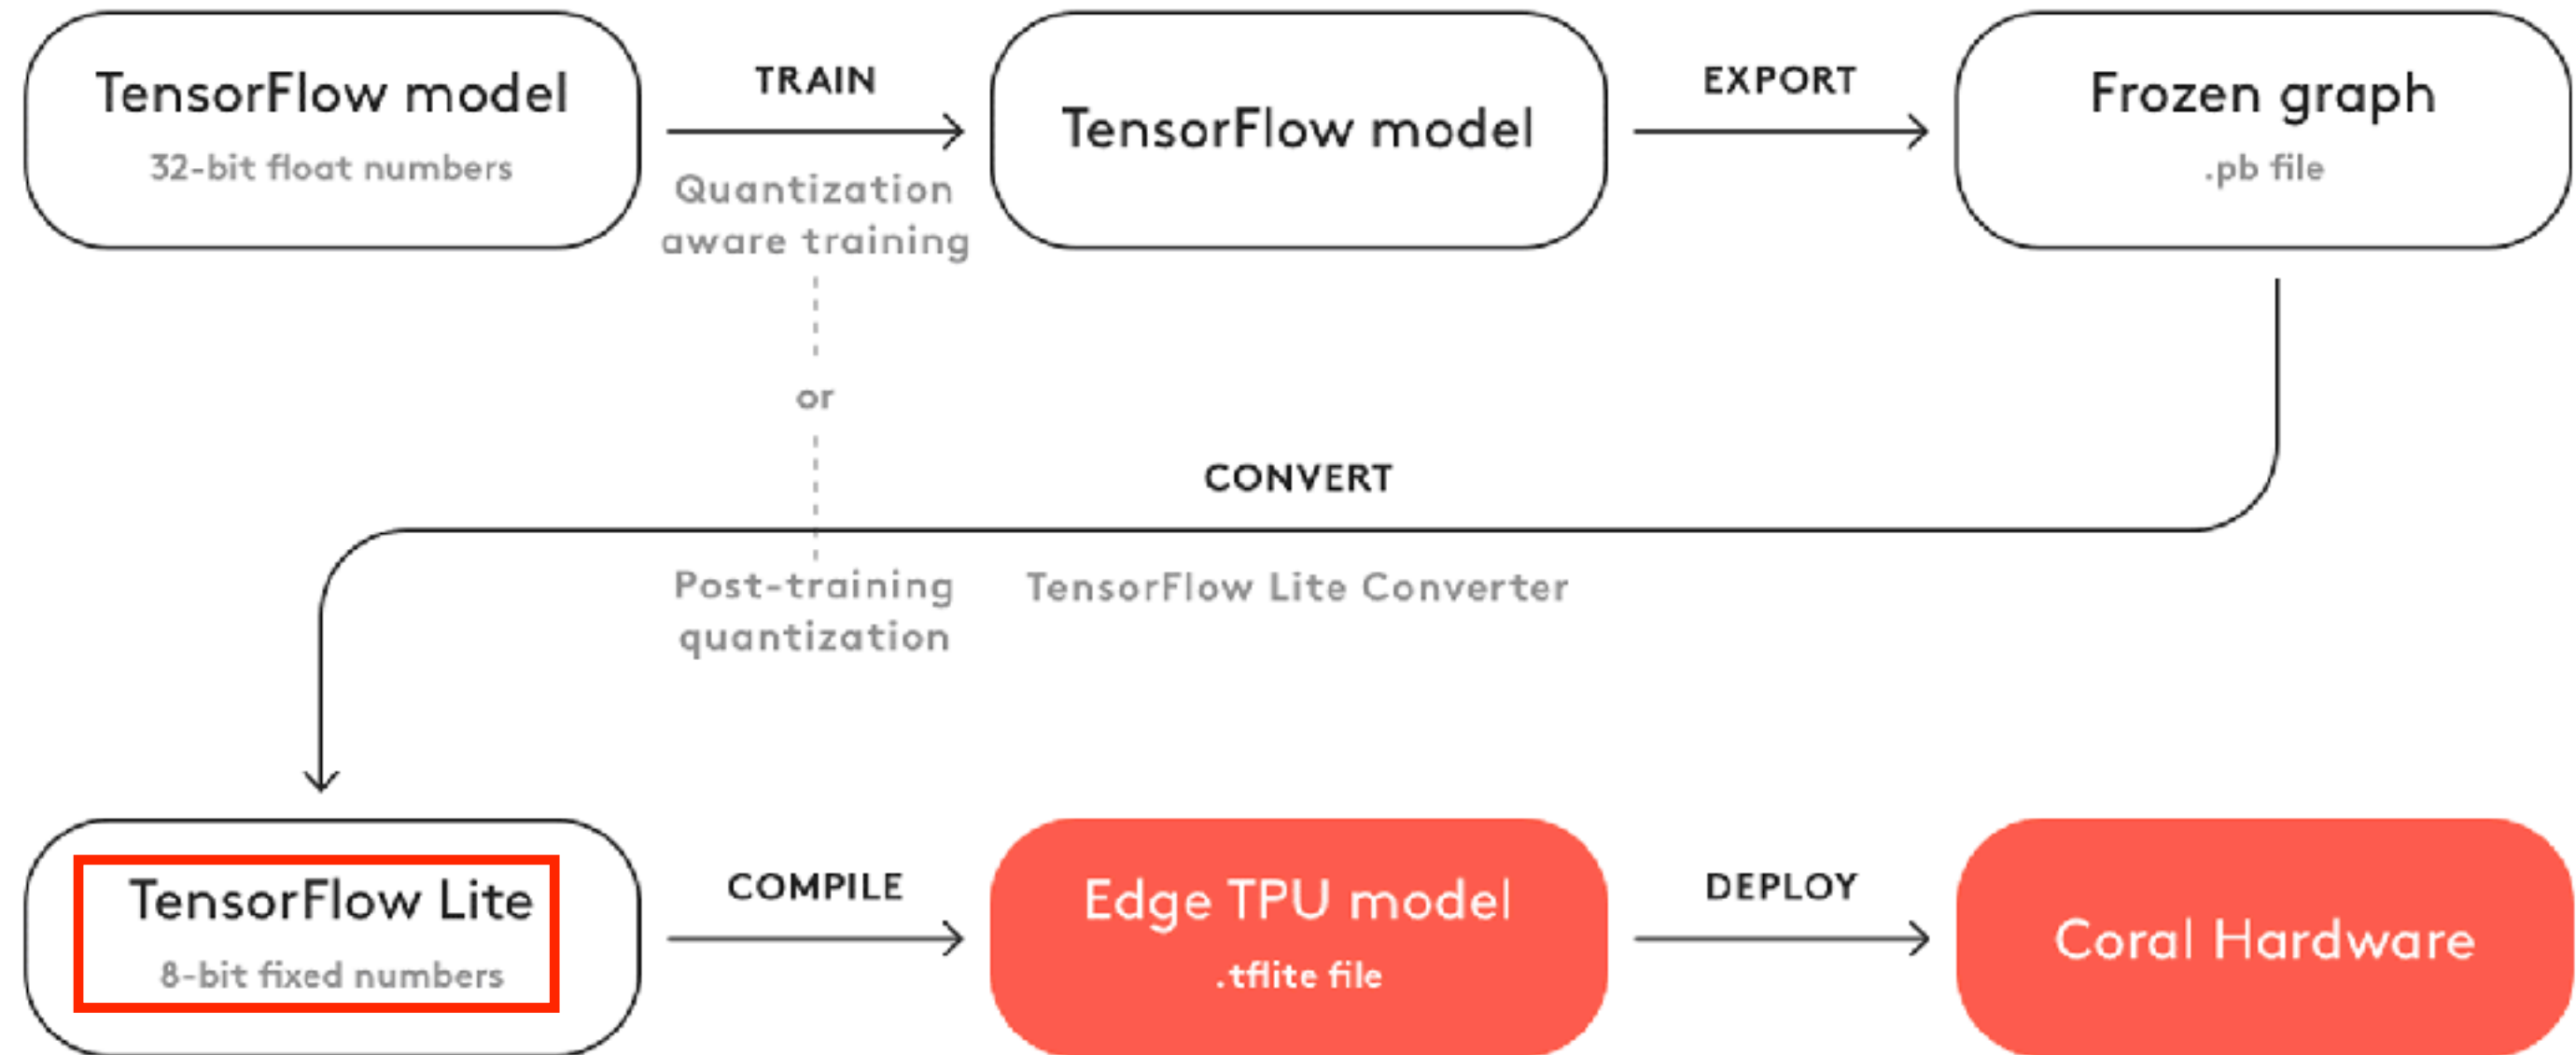 TensorFlow model
32-bit float numbers
TRAIN
Quantization
aware training
TensorFlow model
EXPORT
Frozen graph
.pb file
or
CONVERT
Post-training
quantization
TensorFlow Lite Converter
TensorFlow Lite
8-bit fixed numbers
COMPILE
Edge TPU model
.tflite file
DEPLOY
Coral Hardware